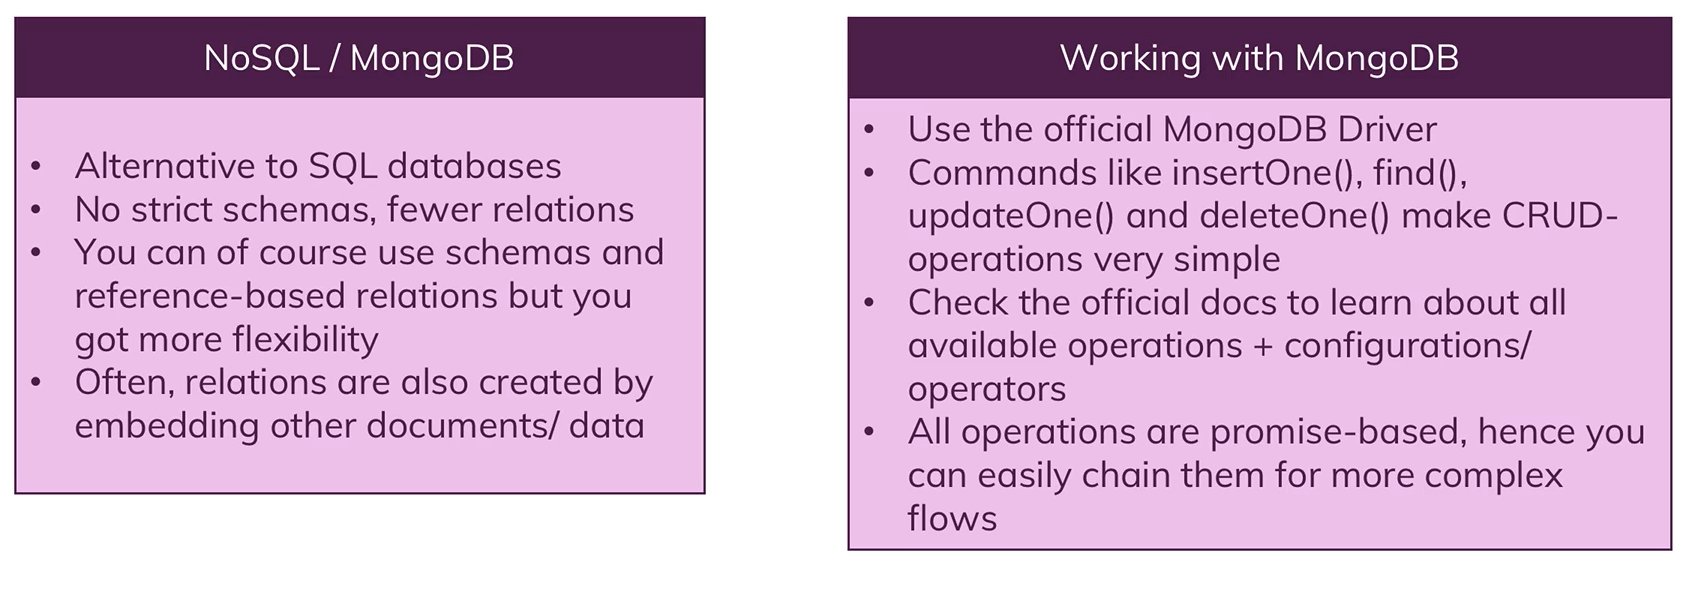 NoSQL / MongoDB
• Alternative to SQL databases
• No strict schemas, fewer relations
• You can of course use schemas and
reference-based relations but you
got more flexibility
• Often, relations are also created by
embedding other documents/ data
Working with MongoDB
• Use the official MongoDB Driver
• Commands like insertOne(), find(),
updateOne() and deleteOne() make CRUD-
operations very simple
• Check the official docs to learn about all
available operations + configurations/
operators
• All operations are promise-based, hence you
can easily chain them for more complex
flows